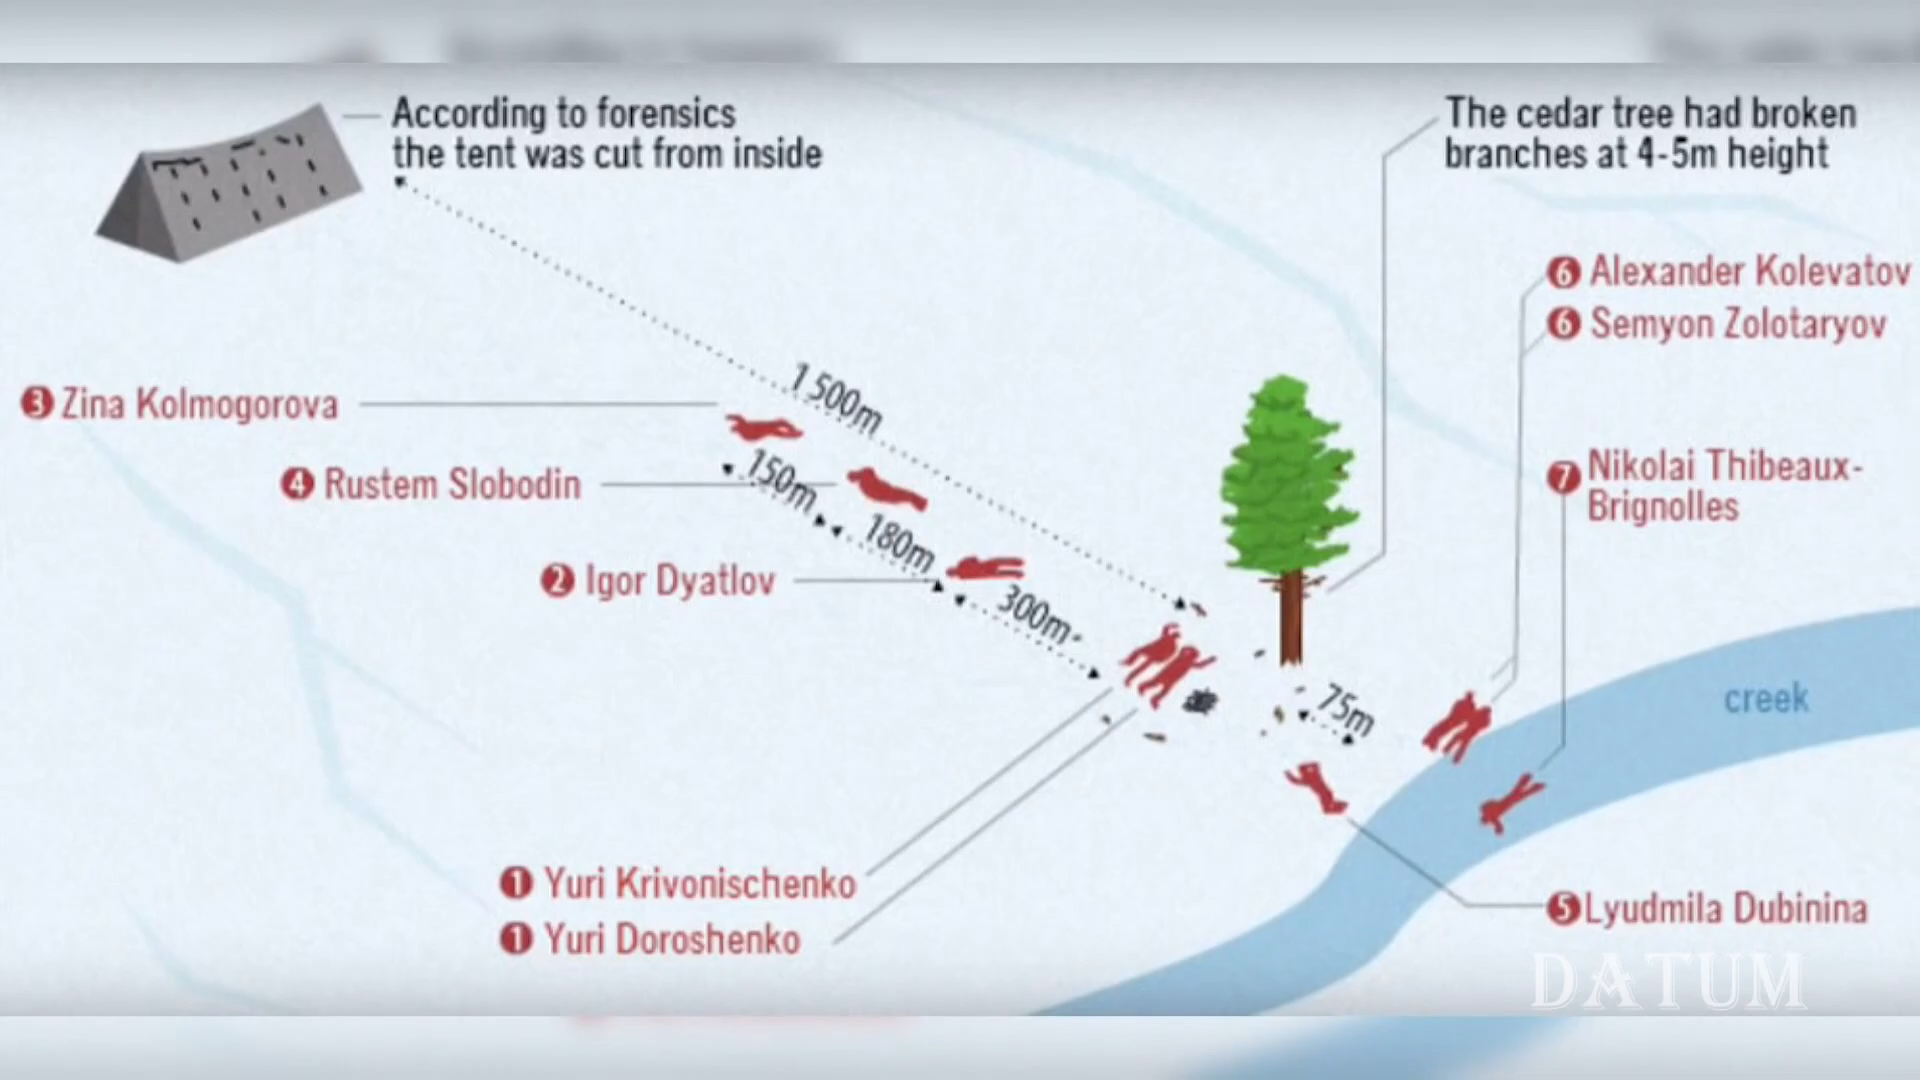 According to forensics
the tent was cut from inside
The cedar tree had broken
branches at 4-5m height
6 Alexander Kolevatov
6 Semyon Zolotaryov
1 500m
3 Zina Kolmogorova
150m
4 Rustem Slobodin
7 Nikolai Thibeaux-
Brignolles
180m
2 Igor Dyatlov
300m
75m
creek
1 Yuri Krivonischenko
1 Yuri Doroshenko
5 Lyudmila Dubinina
DATUM